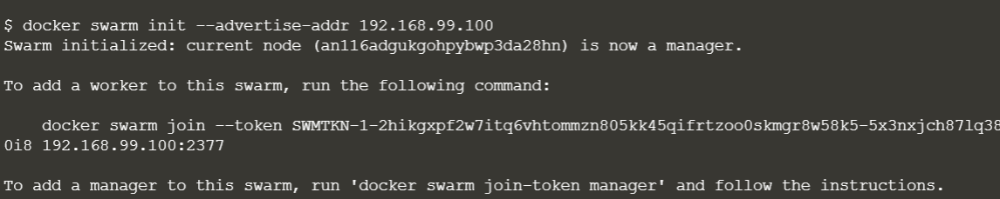 $ docker swarm init --advertise-addr 192.168.99.100
Swarm initialized: current node (an116adgukgohpybwp3da28hn) is now a manager.
To add a worker to this swarm, run the following command:
docker swarm join --token SWMTKN-1-2hikgxpf2w7itq6vhtommzn805kk45qifrtzoo0skmgr8w58k5-5x3nxjch87lq38
0i8 192.168.99.100:2377
To add a manager to this swarm, run 'docker swarm join-token manager' and follow the instructions.